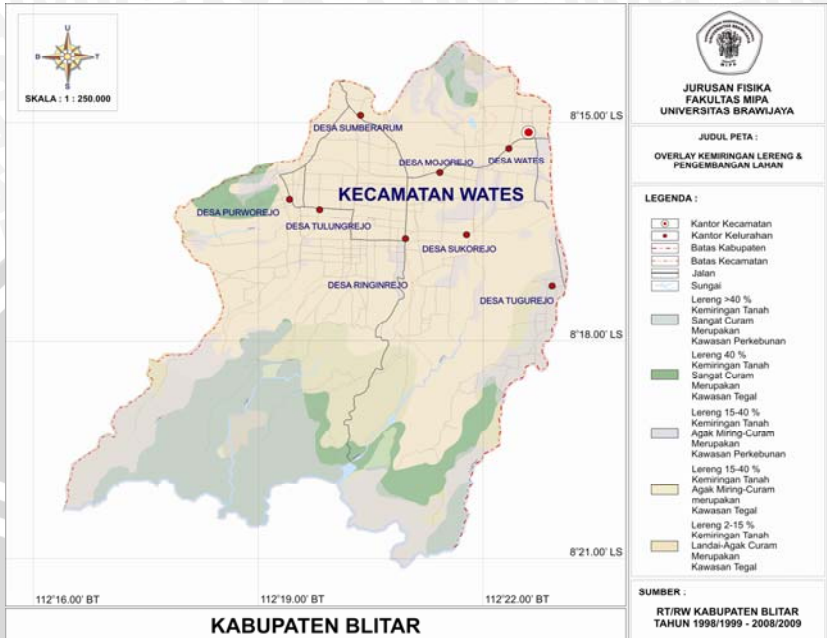 U
B
T
S
SKALA : 1 : 250.000
DESA SUMBERARUM
DESA MOJOREJO
DESA WATES
KECAMATAN WATES
DESA PURWOREJO
DESA TULUNGREJO
DESA SUKOREJO
DESA RINGINREJO
DESA TUGUREJO
8°15.00' LS
8°18.00' LS
8°21.00' LS
112°16.00' BT
112°19.00' BT
112°22.00' BT
KABUPATEN BLITAR
JURUSAN FISIKA
FAKULTAS MIPA
UNIVERSITAS BRAWIJAYA
JUDUL PETA :
OVERLAY KEMIRINGAN LERENG &
PENGEMBANGAN LAHAN
LEGENDA :
Kantor Kecamatan
Kantor Kelurahan
Batas Kabupaten
Batas Kecamatan
Jalan
Sungai
Lereng >40 %
Kemiringan Tanah
Sangat Curam
Merupakan
Kawasan Perkebunan
Lereng 40 %
Kemiringan Tanah
Sangat Curam
Merupakan
Kawasan Tegal
Lereng 15-40 %
Kemiringan Tanah
Agak Miring-Curam
Merupakan
Kawasan Perkebunan
Lereng 15-40 %
Kemiringan Tanah
Agak Miring-Curam
merupakan
Kawasan Tegal
Lereng 2-15 %
Kemiringan Tanah
Landai-Agak Curam
Merupakan
Kawasan Tegal
SUMBER :
RT/RW KABUPATEN BLITAR
TAHUN 1998/1999 - 2008/2009